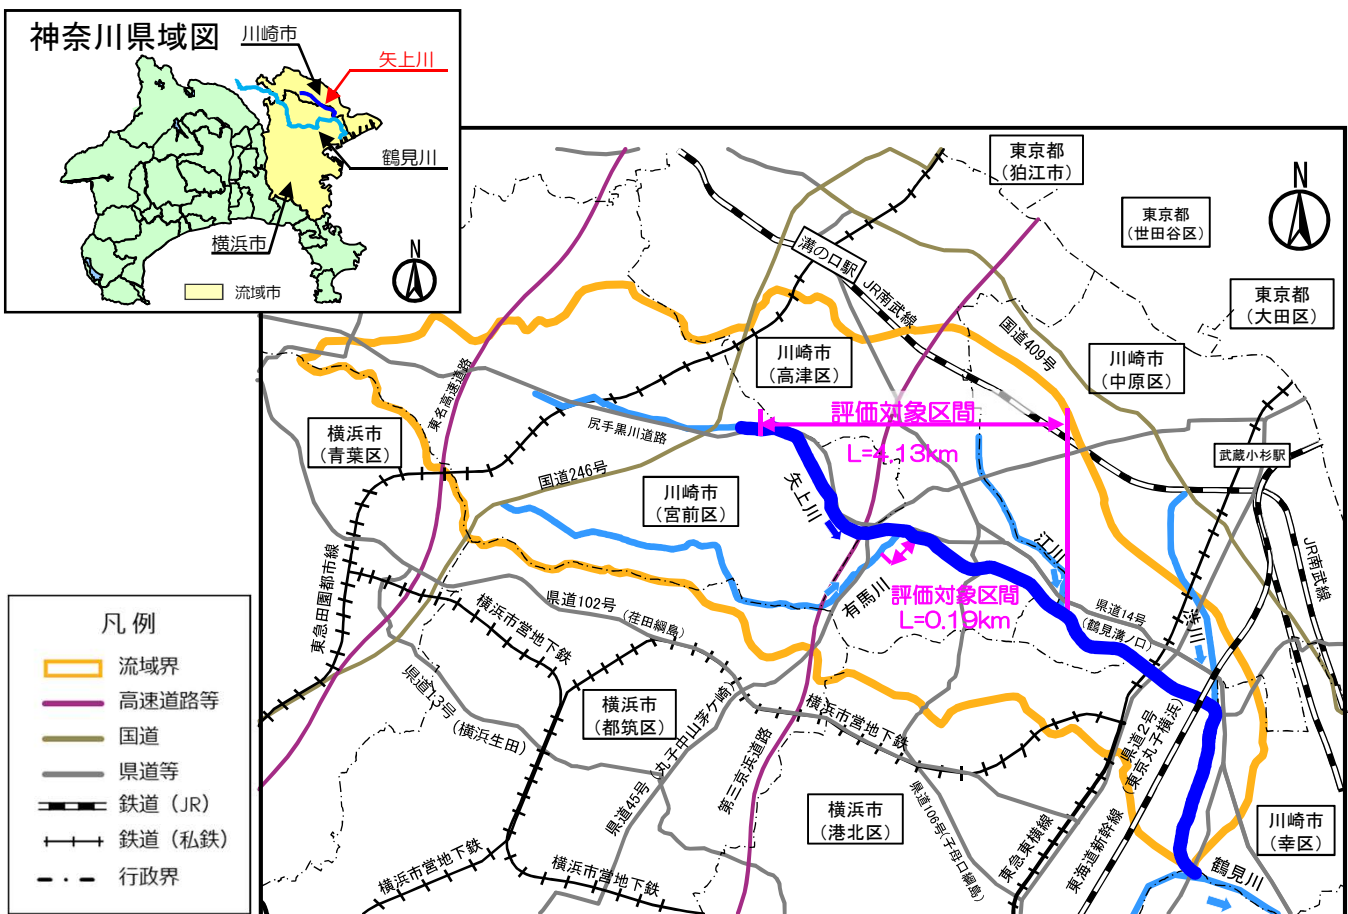 神奈川県域図
川崎市
矢上川
鶴見川
横浜市
N
流域市
東京都
(狛江市)
N
東京都
(世田谷区)
東京都
(大田区)
溝の口駅
JR南武線
国道409号
川崎市
(高津区)
川崎市
(中原区)
東名高速道路
尻手黒川道路
評価対象区間
L=4.13km
横浜市
(青葉区)
国道246号
武蔵小杉駅
川崎市
(宮前区)
矢上川
江川
JR南武線
東急田園都市線
有馬川
評価対象区間
L=0.19km
県道14号
(鶴見溝ノ口)
渋川
横浜市営地下鉄
県道102号
(荏田綱島)
県道13号(横浜生田)
横浜市
(都筑区)
県道45号(丸子中山茅ケ崎)
第三京浜道路
横浜市営地下鉄
県道2号
(東京丸子横浜)
横浜市
(港北区)
県道106号(子母口綱島)
東急東横線
東海道新幹線
川崎市
(幸区)
鶴見川
横浜市営地下鉄
横浜市営地下鉄
凡例
流域界
高速道路等
国道
県道等
鉄道(JR)
鉄道(私鉄)
行政界